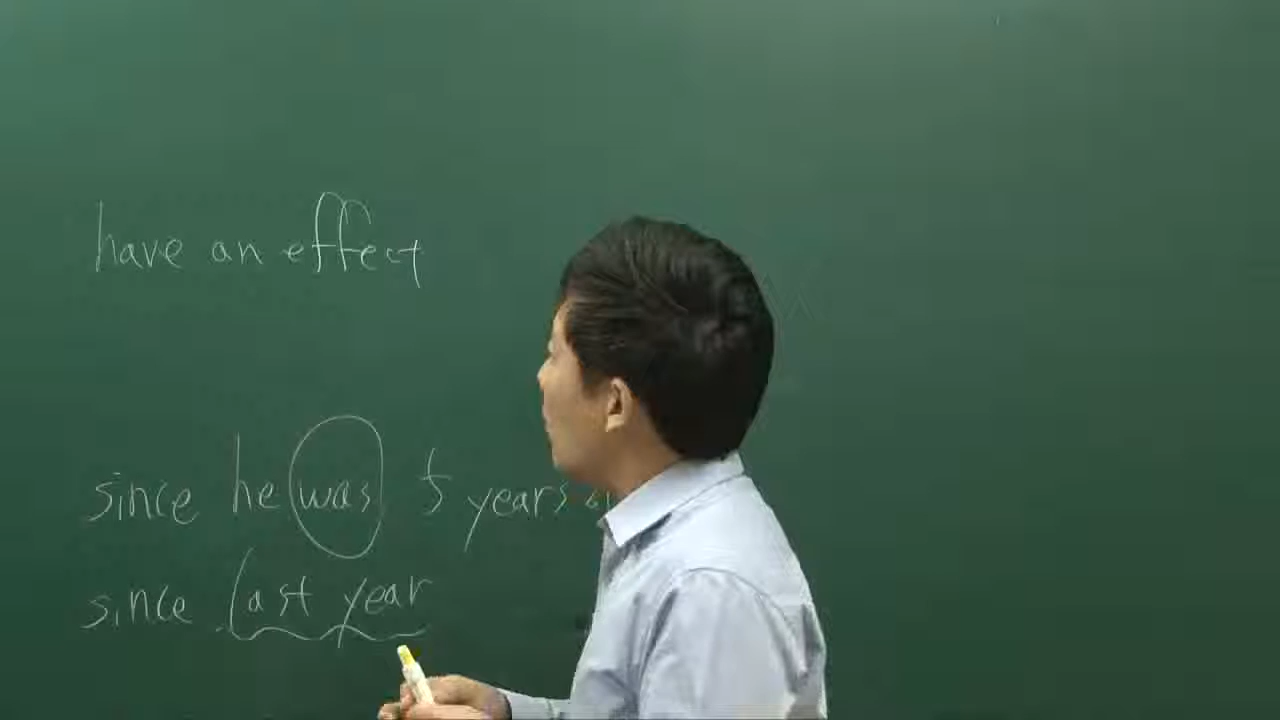 have an effect
since he was 5 years
since last year